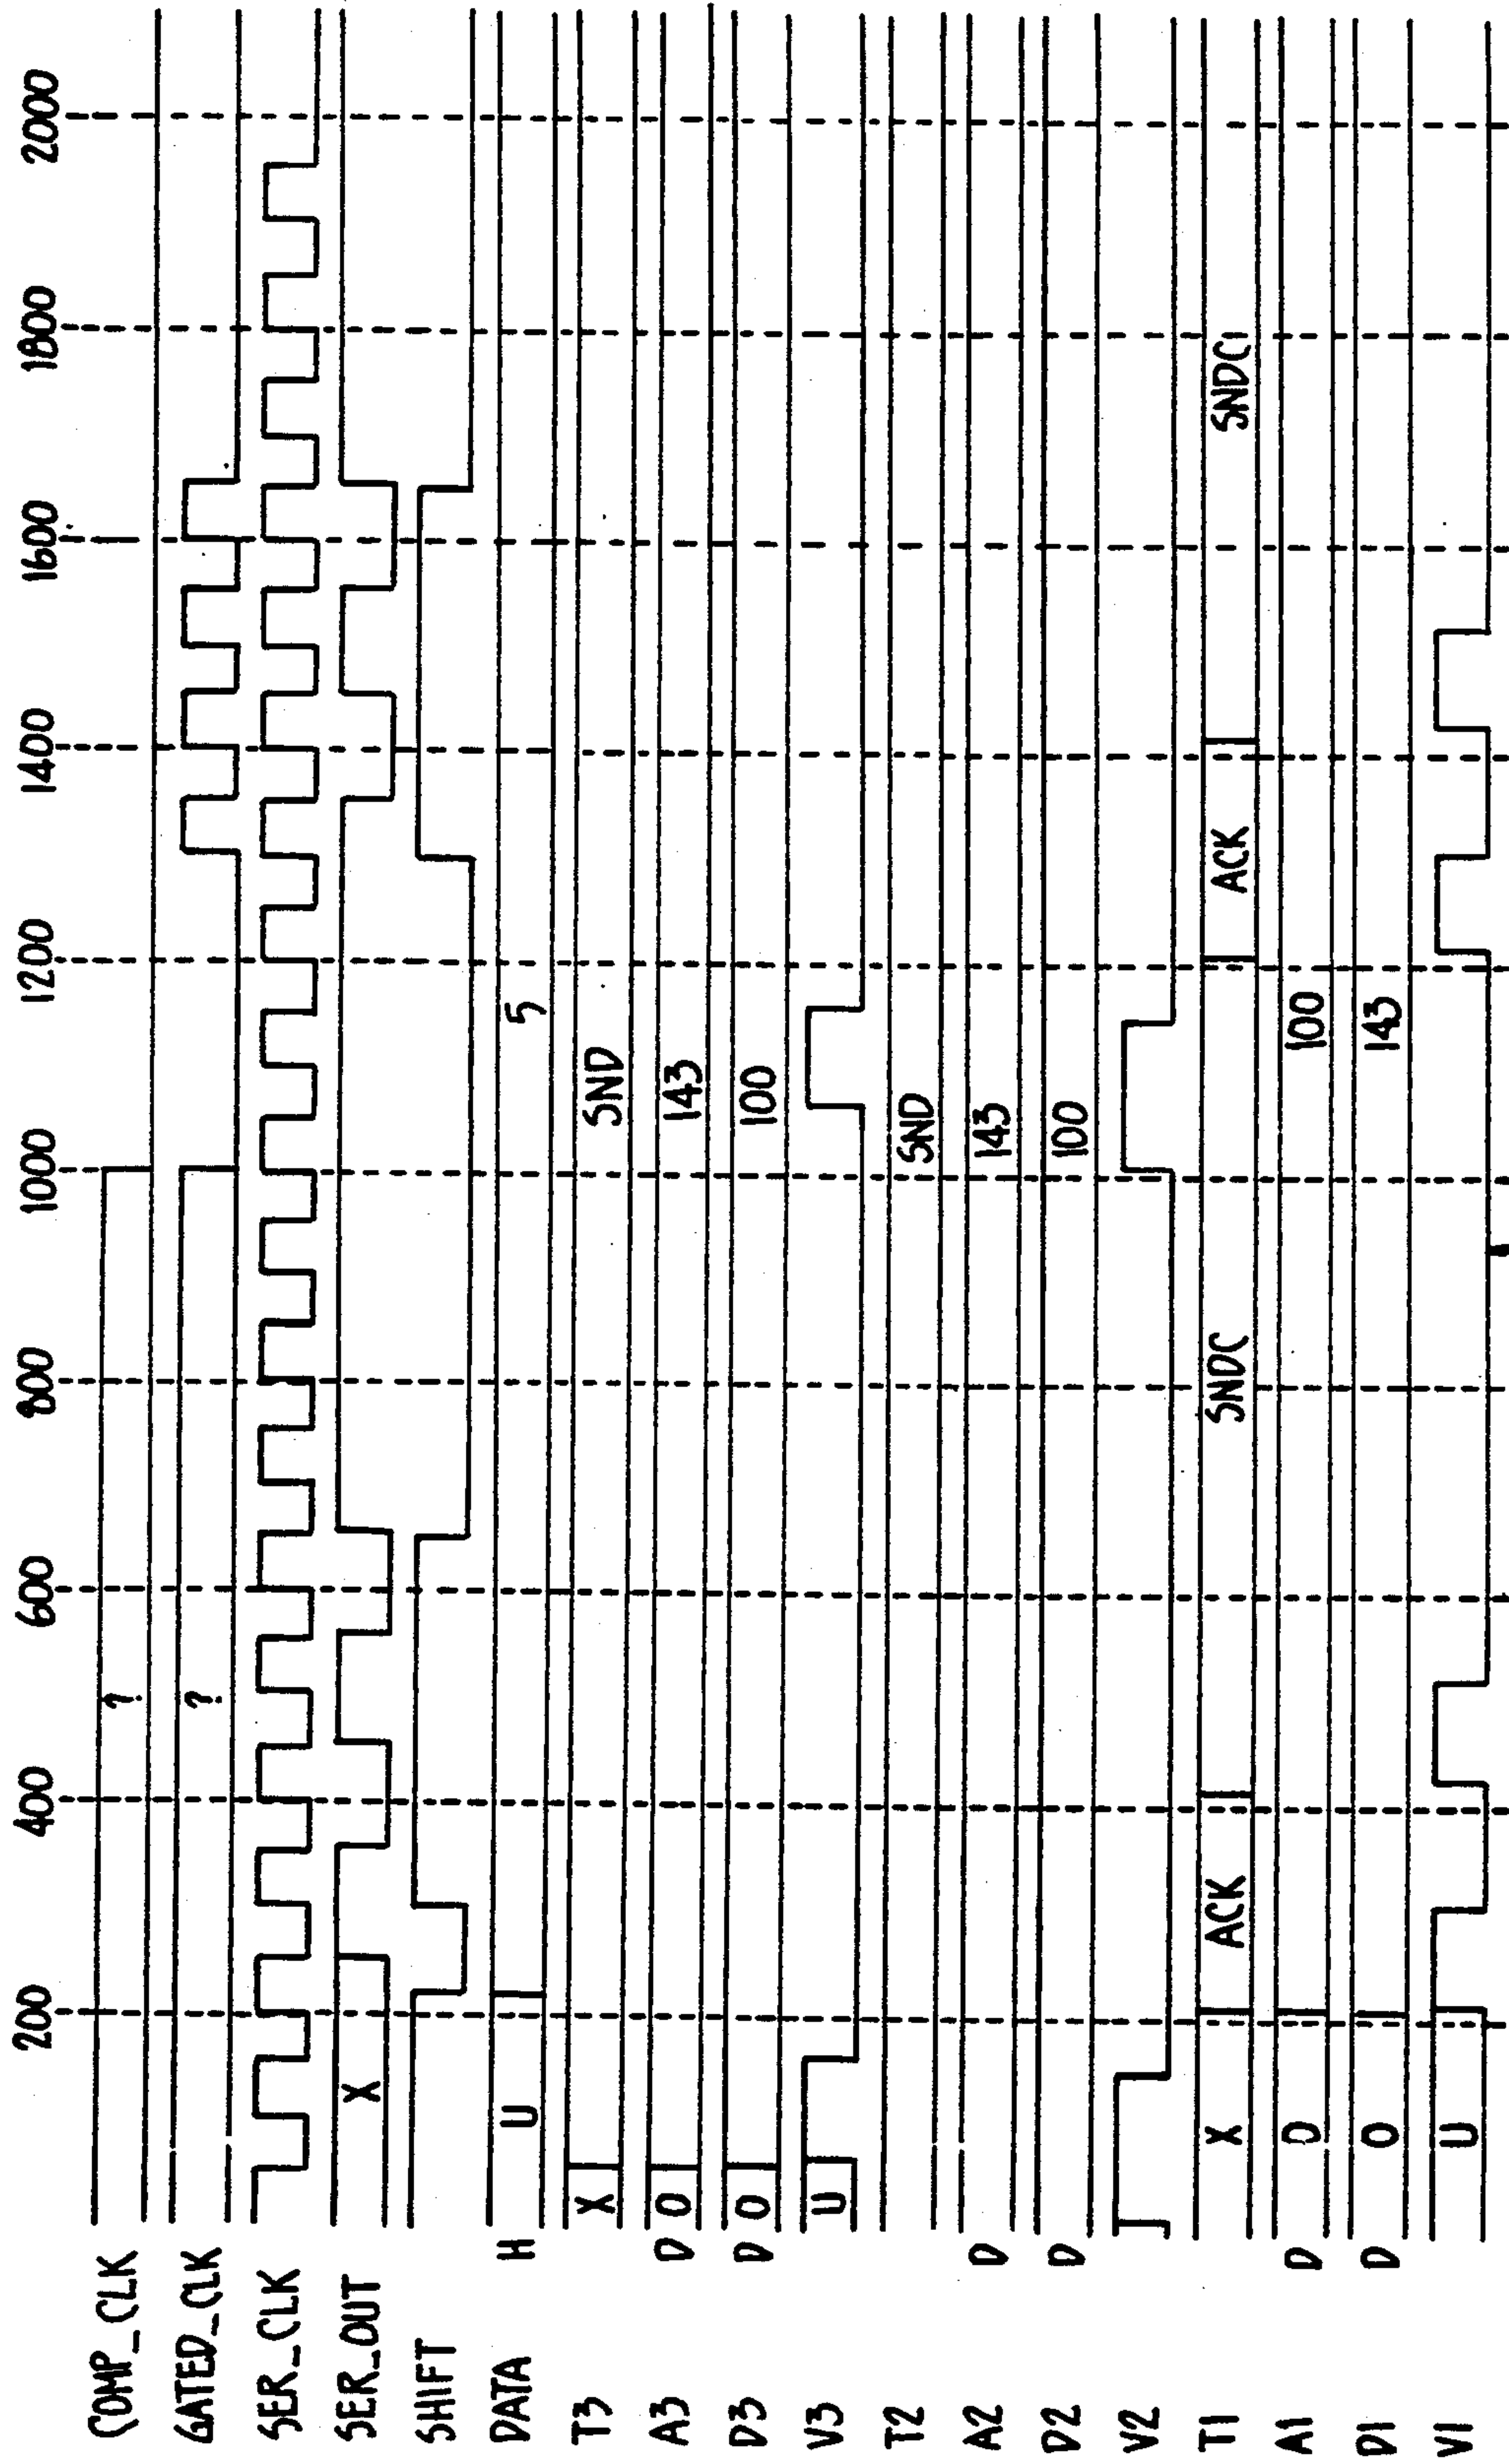 200 400 600 800 1000 1200 1400 1600 1800 2000
COMP_CLK ?
GATED_CLK ?
SER_CLK
SER_OUT X
SHIFT
DATA H U 5
T3 X SND
A3 D 0 143
D3 D 0 100
V3 U
T2 SND
A2 D 143
D2 D 100
V2
T1 X ACK SNDC ACK SNDC
A1 D D 100
D1 D 0 143
V1 U